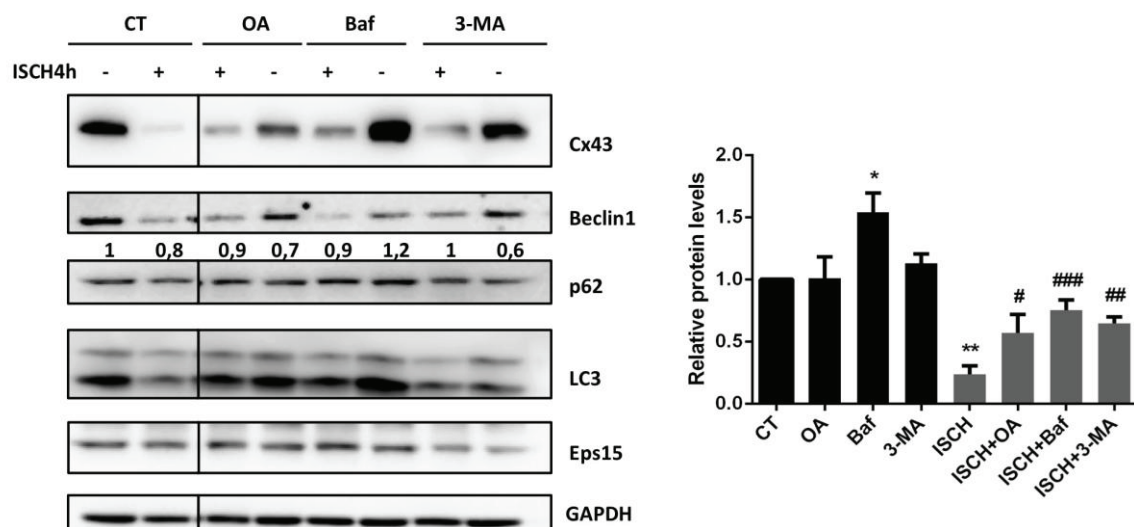 CT OA Baf 3-MA
ISCH4h - + + - + - + -
Cx43
Beclin1
1 0,8 0,9 0,7 0,9 1,2 1 0,6
p62
LC3
Eps15
GAPDH
Relative protein levels
2.0
1.5
1.0
0.5
0.0
*
**
#
###
##
CT OA Baf 3-MA ISCH ISCH+OA ISCH+Baf ISCH+3-MA